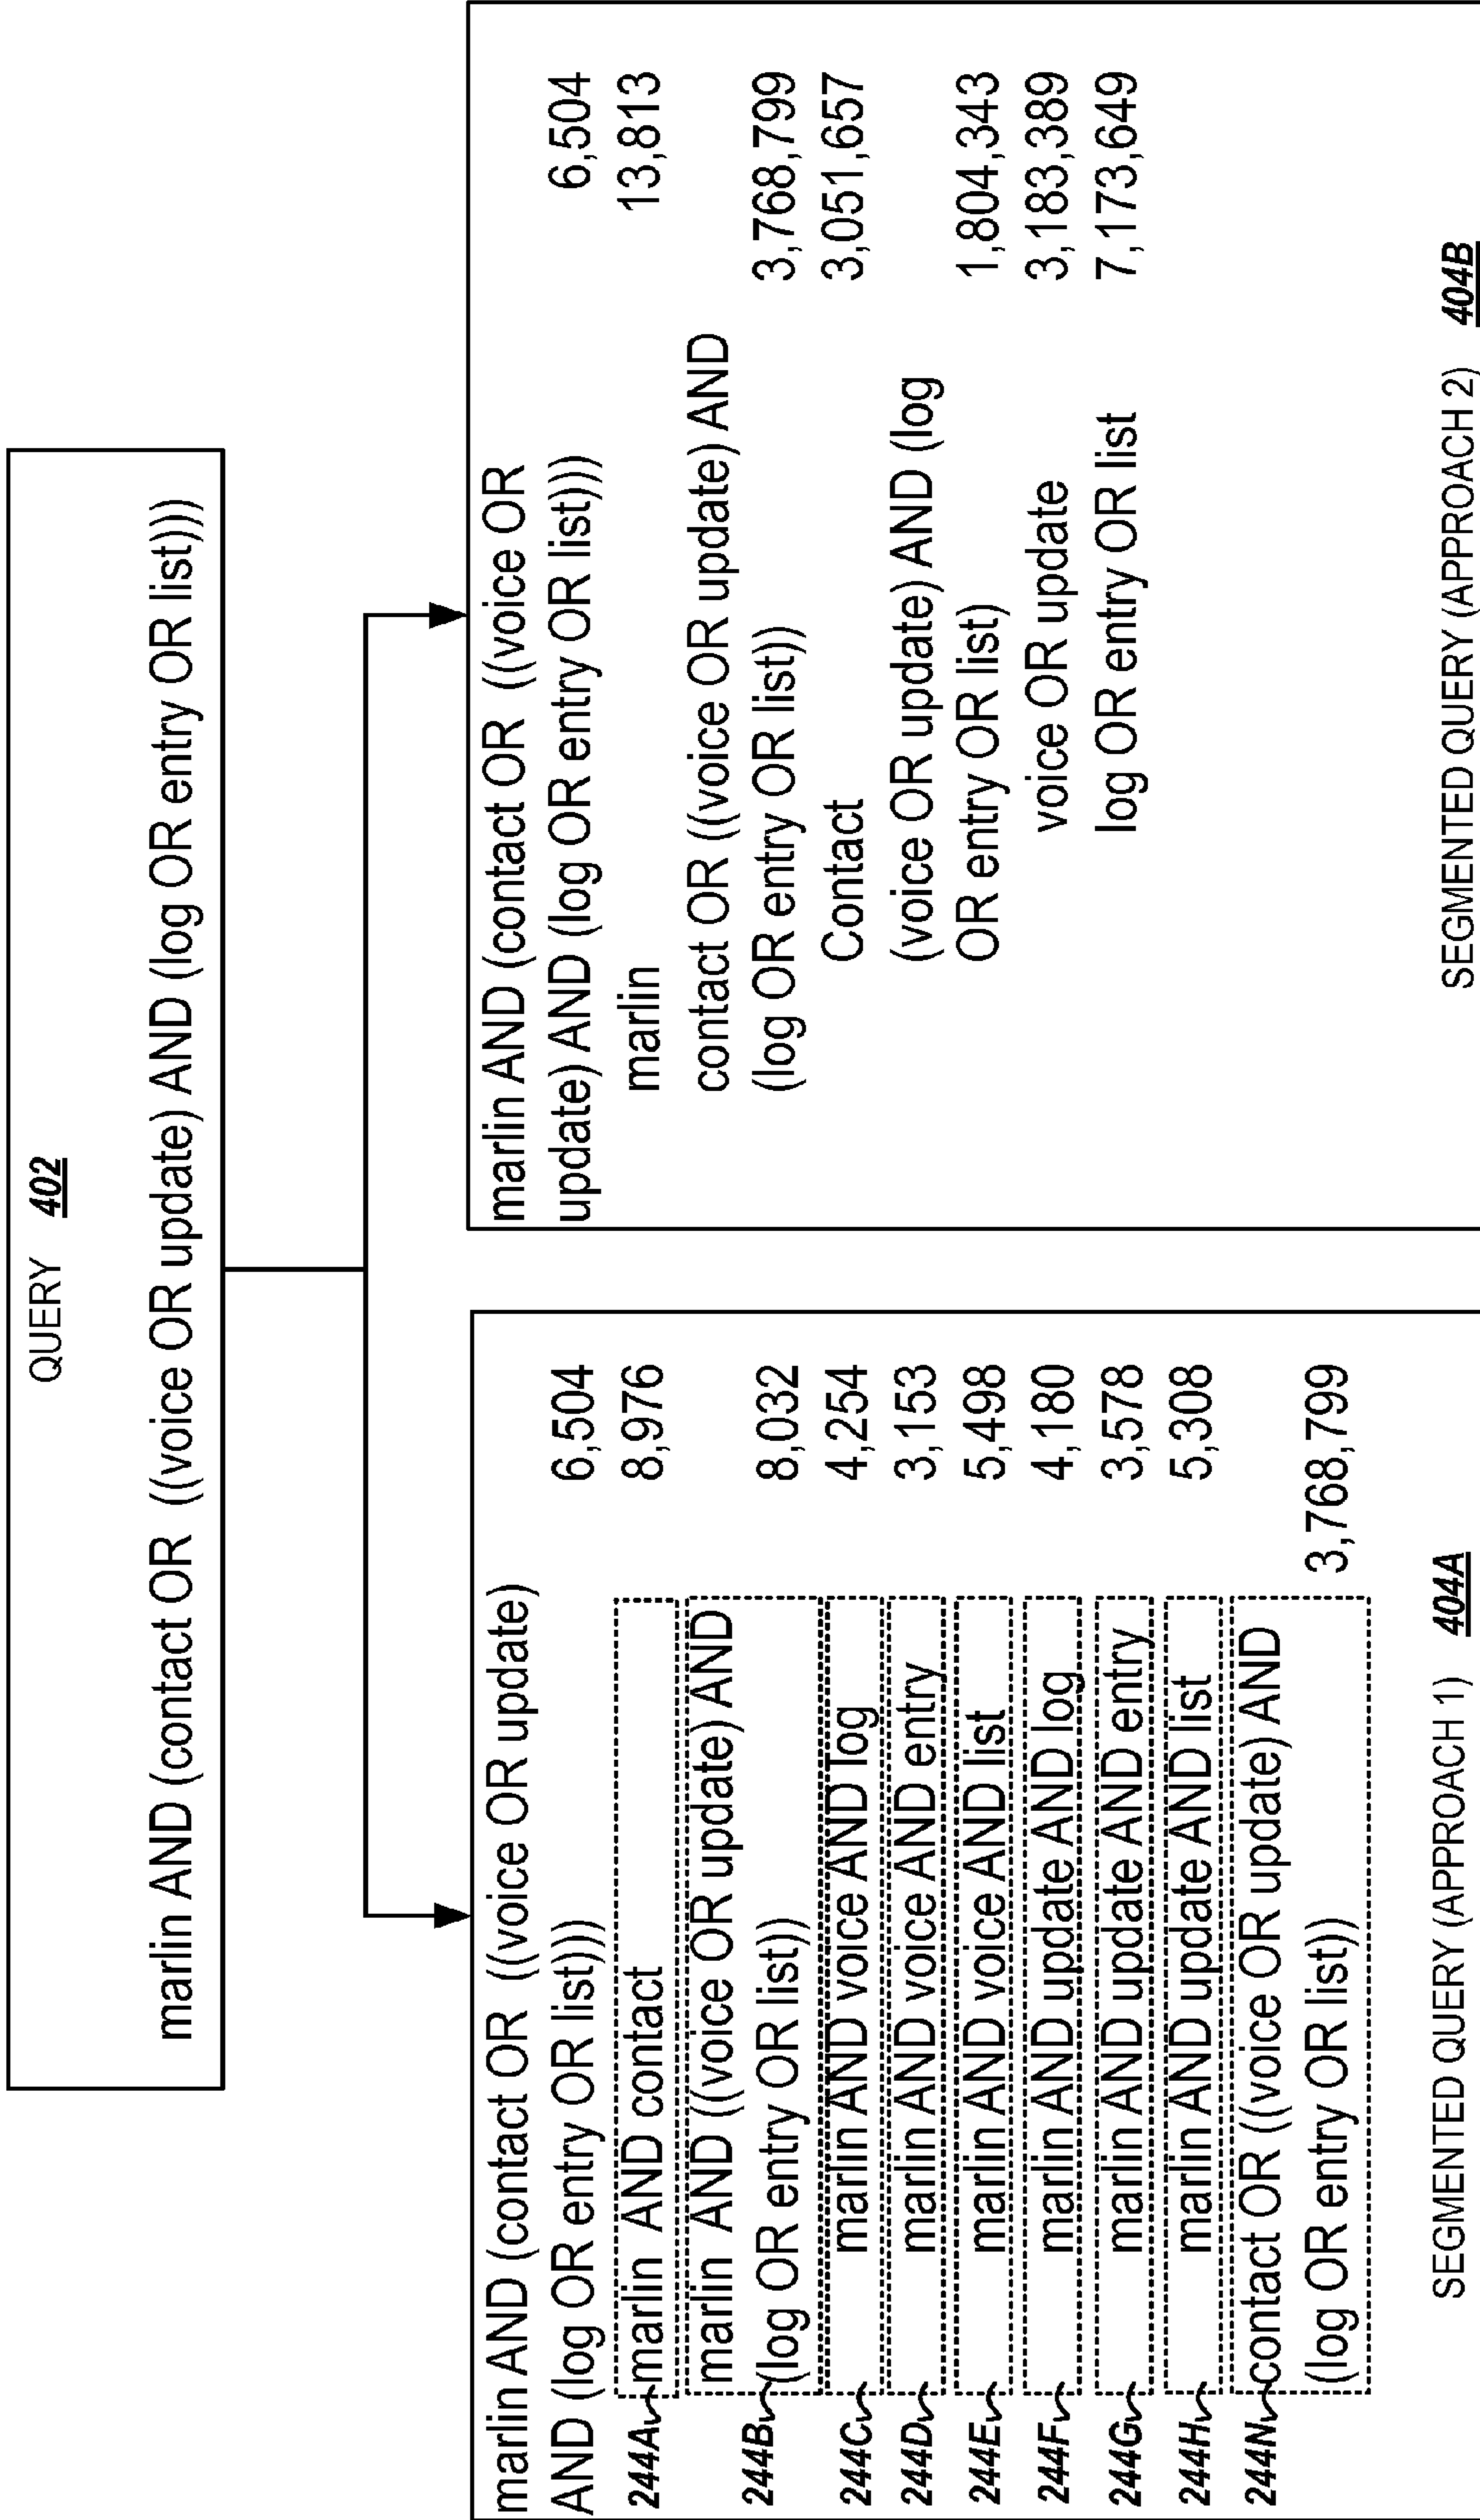 QUERY 402
marlin AND (contact OR ((voice OR update) AND (log OR entry OR list))))
marlin AND (contact OR ((voice OR update)
AND (log OR entry OR list)))) 6,504
244A marlin AND contact 8,976
marlin AND ((voice OR update) AND
244B (log OR entry OR list)) 8,032
244C marlin AND voice AND log 4,254
244D marlin AND voice AND entry 3,153
244E marlin AND voice AND list 5,498
244F marlin AND update AND log 4,180
244G marlin AND update AND entry 3,578
244H marlin AND update AND list 5,308
244N contact OR ((voice OR update) AND
(log OR entry OR list)) 3,768,799
SEGMENTED QUERY (APPROACH 1) 404A
marlin AND (contact OR ((voice OR
update) AND (log OR entry OR list)))) 6,504
marlin 13,813
contact OR ((voice OR update) AND
(log OR entry OR list)) 3,768,799
Contact 3,051,657
(voice OR update) AND (log
OR entry OR list) 1,804,343
voice OR update 3,183,389
log OR entry OR list 7,173,649
SEGMENTED QUERY (APPROACH 2) 404B